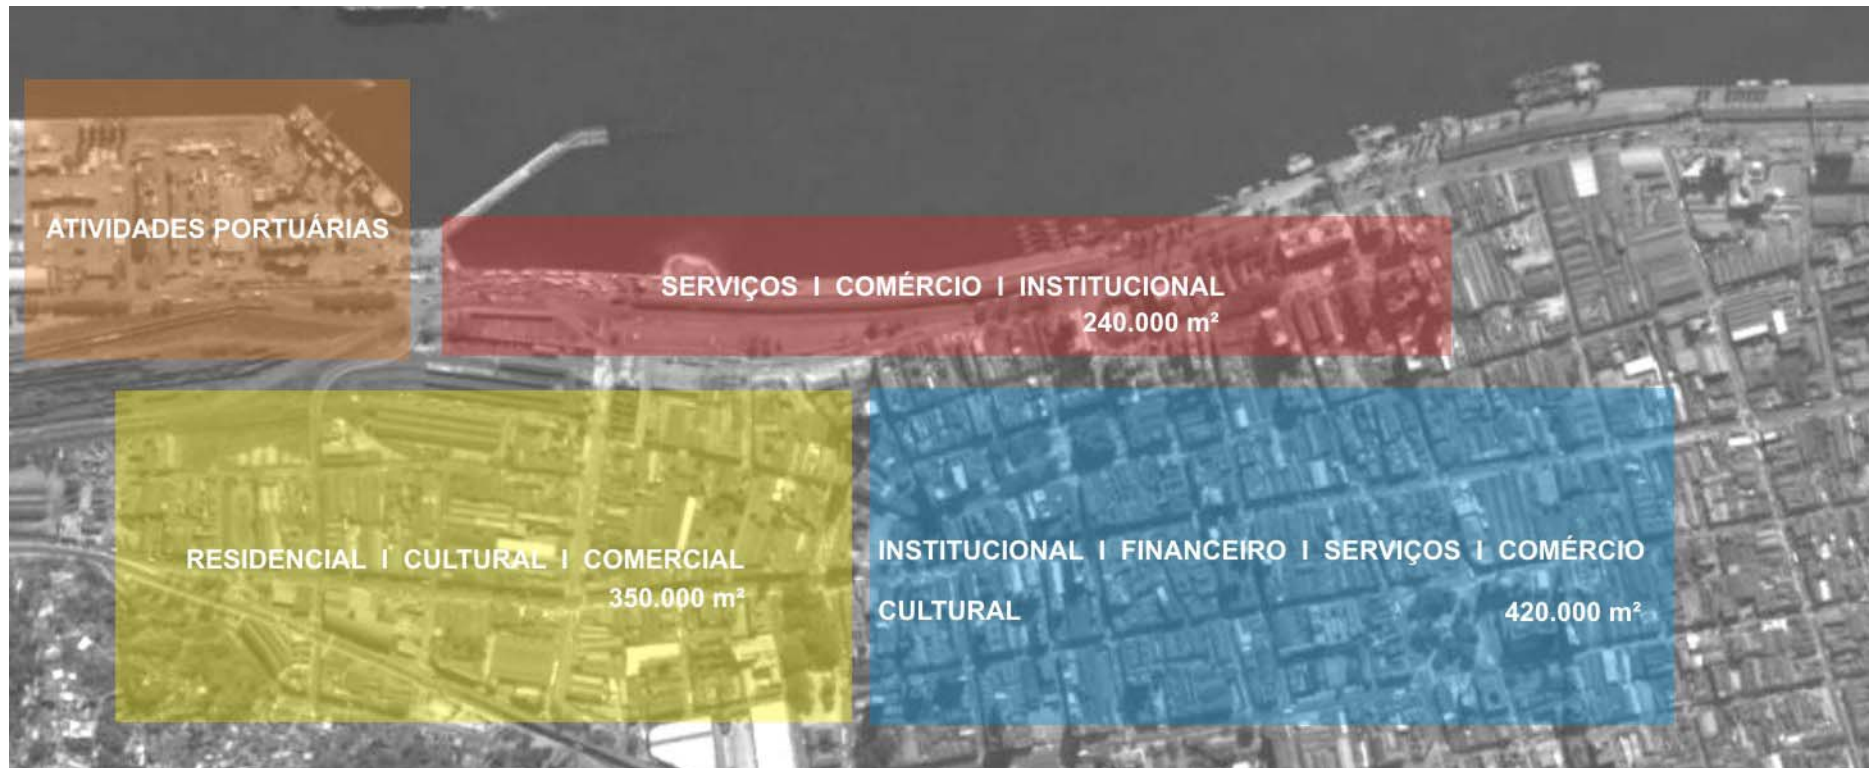 ATIVIDADES PORTUÁRIAS
SERVIÇOS I COMÉRCIO I INSTITUCIONAL
240.000 m²
RESIDENCIAL I CULTURAL I COMERCIAL
350.000 m²
INSTITUCIONAL I FINANCEIRO I SERVIÇOS I COMÉRCIO
CULTURAL 420.000 m²